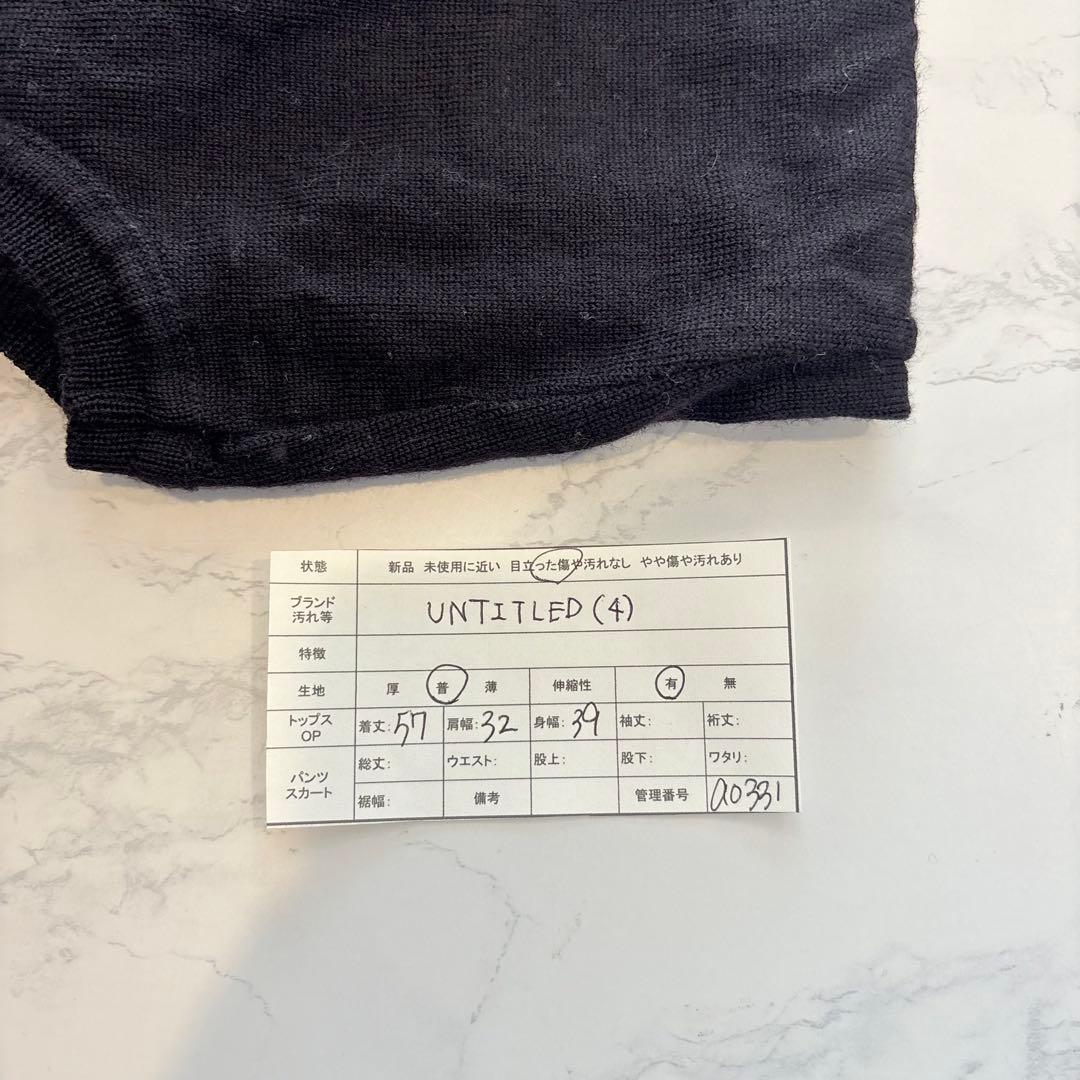 状態 新品 未使用に近い 目立った傷や汚れなし やや傷や汚れあり
ブランド
汚れ等 UNTITLED (4)
特徴
生地 厚 普 薄 伸縮性 有 無
トップス
OP 着丈: 57 肩幅: 32 身幅: 39 袖丈: 裄丈:
パンツ
スカート 総丈: ウエスト: 股上: 股下: ワタリ:
裾幅: 備考 管理番号 a0331